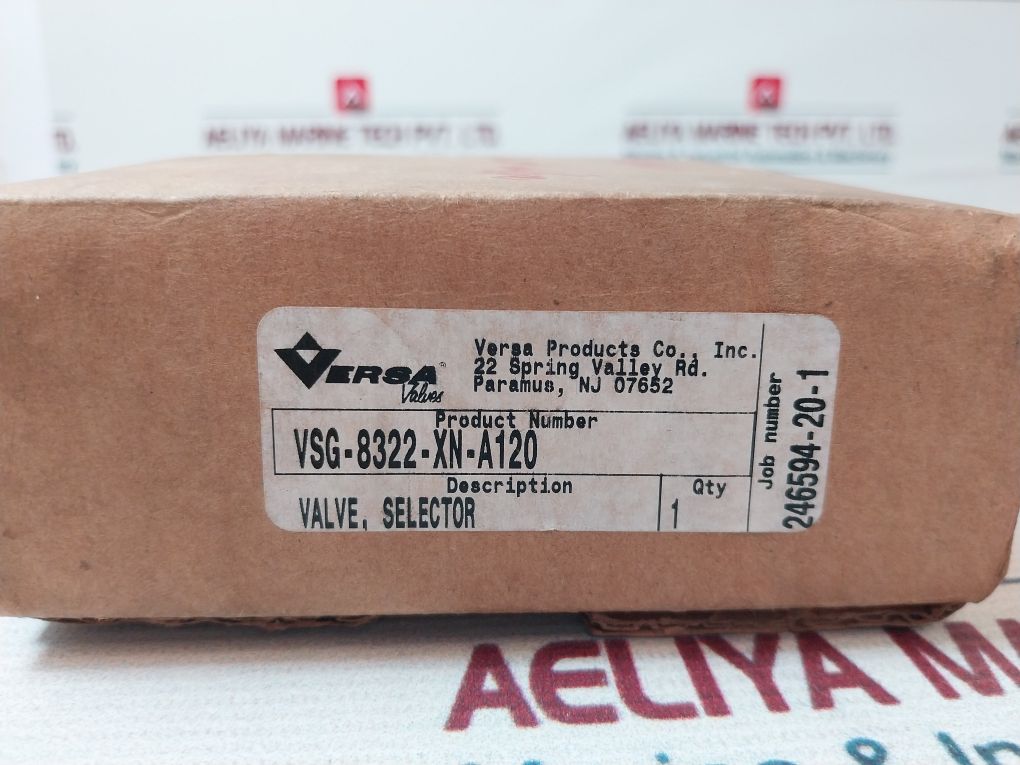 AELIYA MARINE TECH PVT. LTD.
AELIYA MARINE TECH PVT. LTD.
VERSA®
Valves
Versa Products Co., Inc.
22 Spring Valley Rd.
Paramus, NJ 07652
Product Number
VSG-8322-XN-A120
Description
VALVE, SELECTOR
Qty
1
Job number
246594-20-1
AELIYA MA
& In